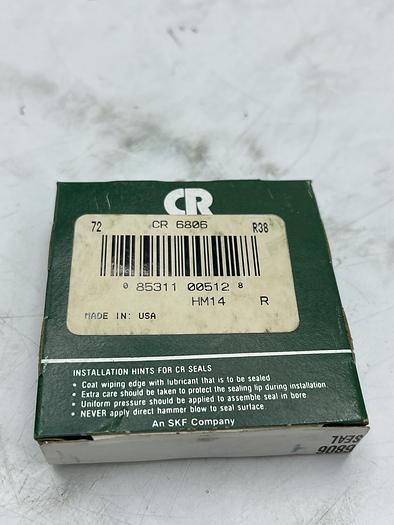 CR
72 CR 6806 R38
0 85311 00512 8
HM14 R
MADE IN: USA
INSTALLATION HINTS FOR CR SEALS
• Coat wiping edge with lubricant that is to be sealed
• Extra care should be taken to protect the sealing lip during installation
• Uniform pressure should be applied to assemble seal in bore
• NEVER apply direct hammer blow to seal surface
An SKF Company
6806
SEAL